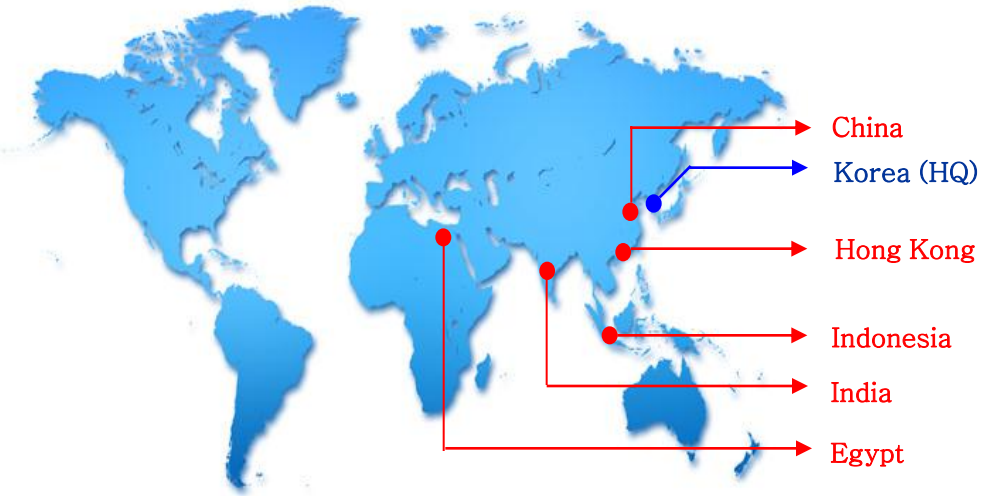 China
Korea (HQ)
Hong Kong
Indonesia
India
Egypt